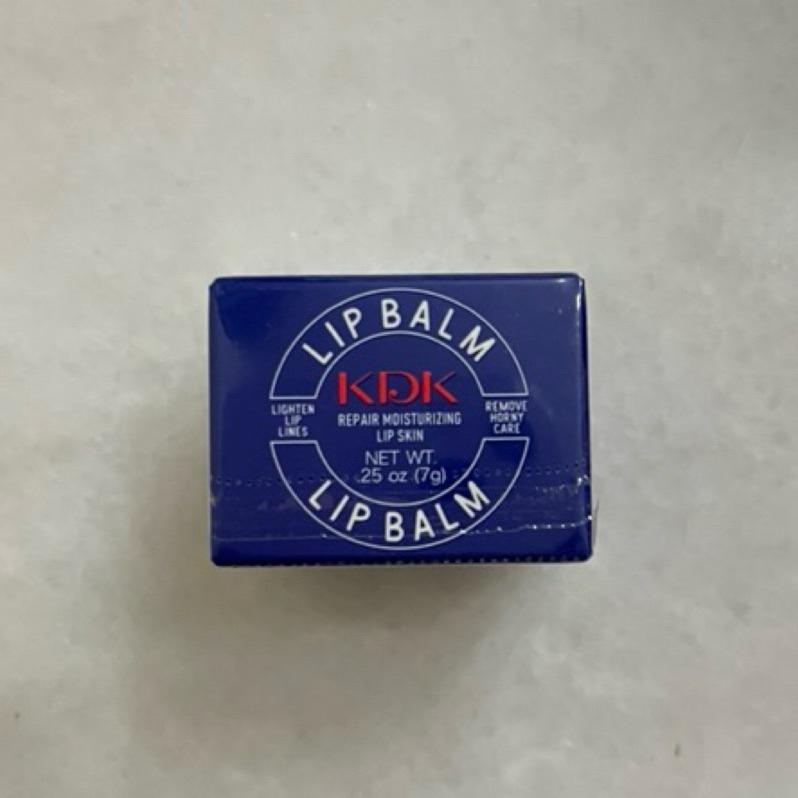 LIP BALM
KDK
LIGHTEN
LIP
LINES
REPAIR MOISTURIZING
LIP SKIN
REMOVE
HORNY
CARE
NET WT.
.25 oz (7g)
LIP BALM